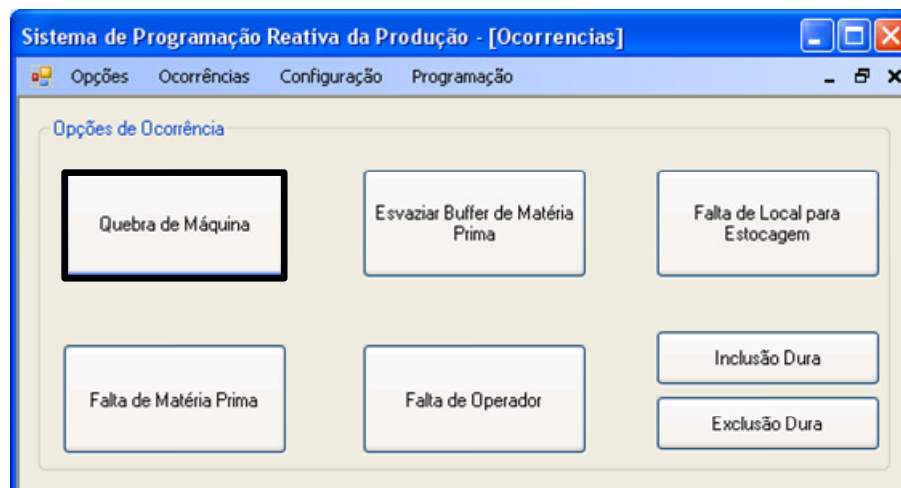 Sistema de Programação Reativa da Produção - [Ocorrencias]
Opções Ocorrências Configuração Programação
Opções de Ocorrência
Quebra de Máquina
Esvaziar Buffer de Matéria
Prima
Falta de Local para
Estocagem
Falta de Matéria Prima
Falta de Operador
Inclusão Dura
Exclusão Dura